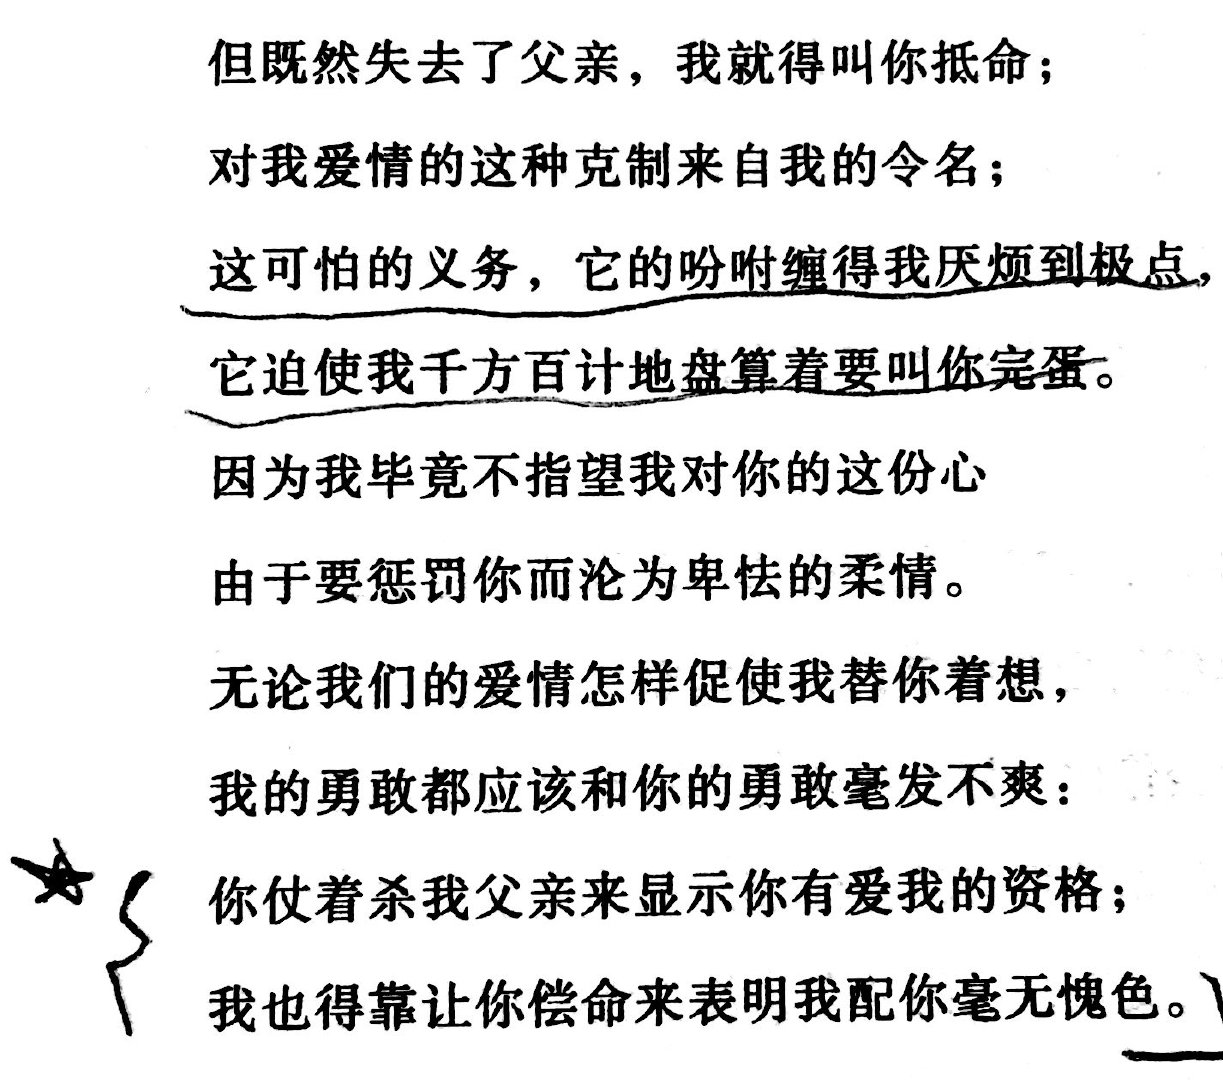 但既然失去了父亲，我就得叫你抵命；
对我爱情的这种克制来自我的令名；
这可怕的义务，它的吩咐缠得我厌烦到极点，
它迫使我千方百计地盘算着要叫你完蛋。
因为我毕竟不指望我对你的这份心
由于要惩罚你而沦为卑怯的柔情。
无论我们的爱情怎样促使我替你着想，
我的勇敢都应该和你的勇敢毫发不爽：
你仗着杀我父亲来显示你有爱我的资格；
我也得靠让你偿命来表明我配你毫无愧色。